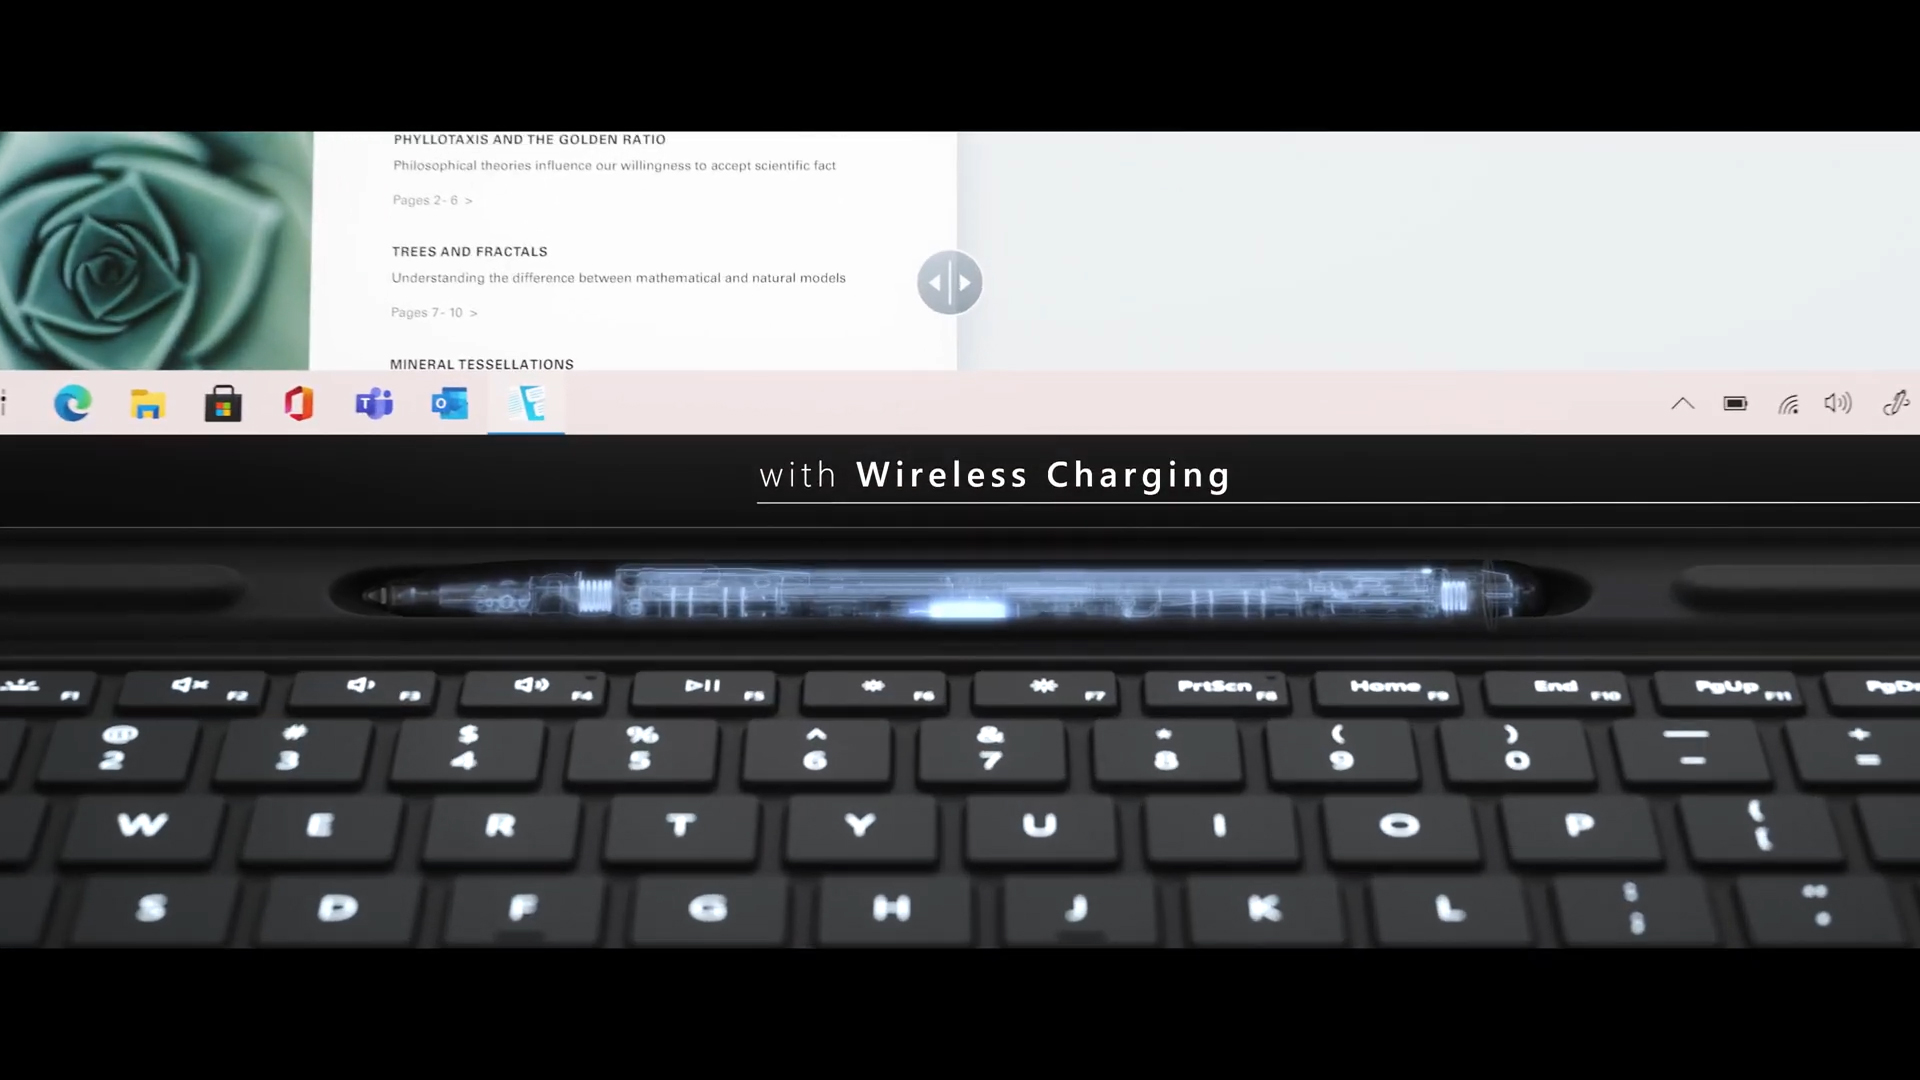 PHYLLOTAXIS AND THE GOLDEN RATIO
Philosophical theories influence our willingness to accept scientific fact
Pages 2- 6 >
TREES AND FRACTALS
Understanding the difference between mathematical and natural models
Pages 7- 10 >
MINERAL TESSELLATIONS
with Wireless Charging
F1 F2 F3 F4 F5 F6 F7 PrtScn F8 Home F9 End F10 PgUp F11
@ # $ % ^ & * ( ) — +
2 3 4 5 6 7 8 9 0 - =
W E R T Y U I O P
S D F G H J K L